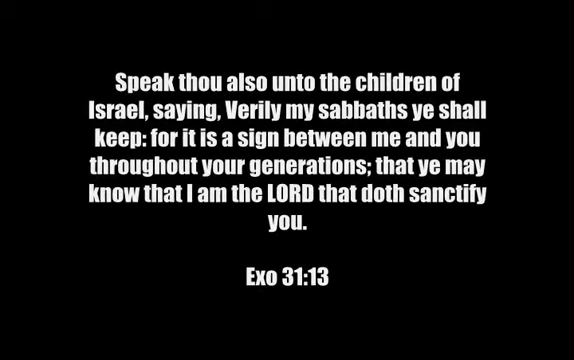 Speak thou also unto the children of
Israel, saying, Verily my sabbaths ye shall
keep: for it is a sign between me and you
throughout your generations; that ye may
know that I am the LORD that doth sanctify
you.
Exo 31:13